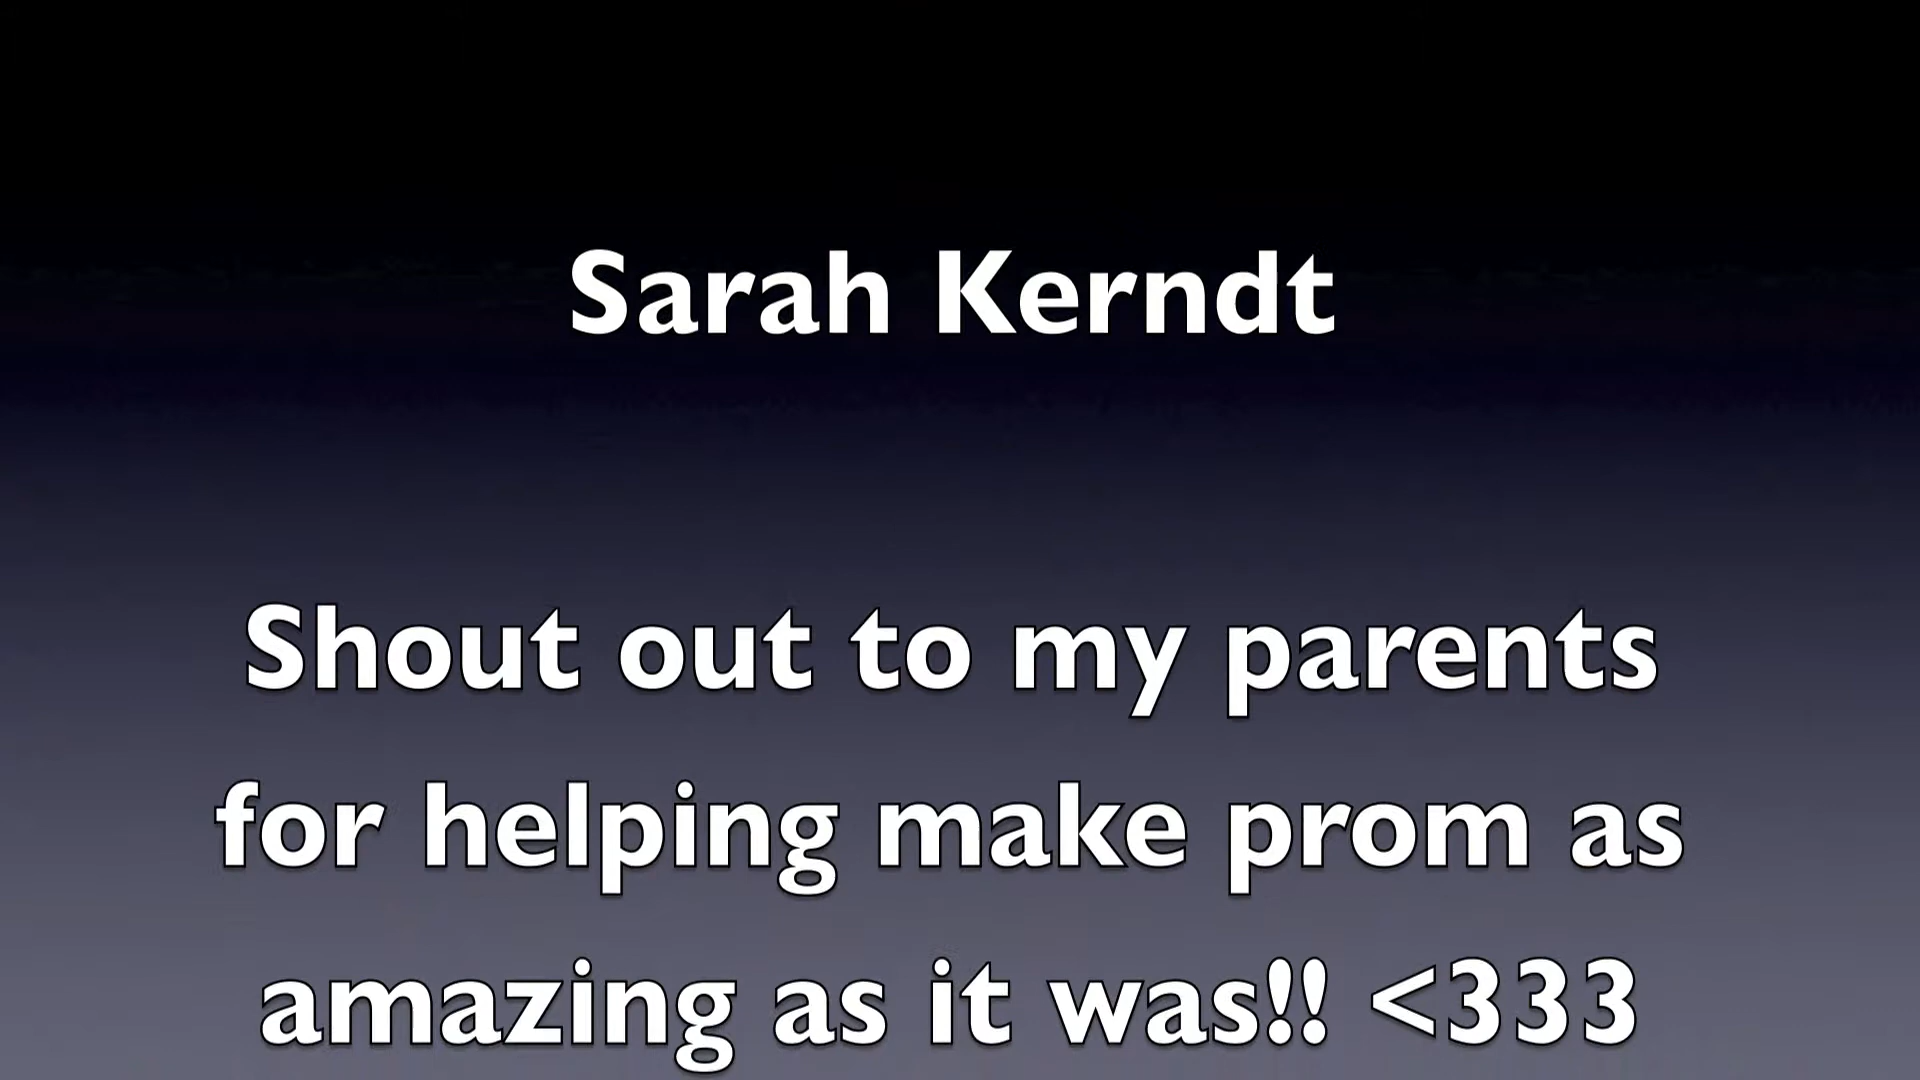 Sarah Kerndt
Shout out to my parents
for helping make prom as
amazing as it was!! <333